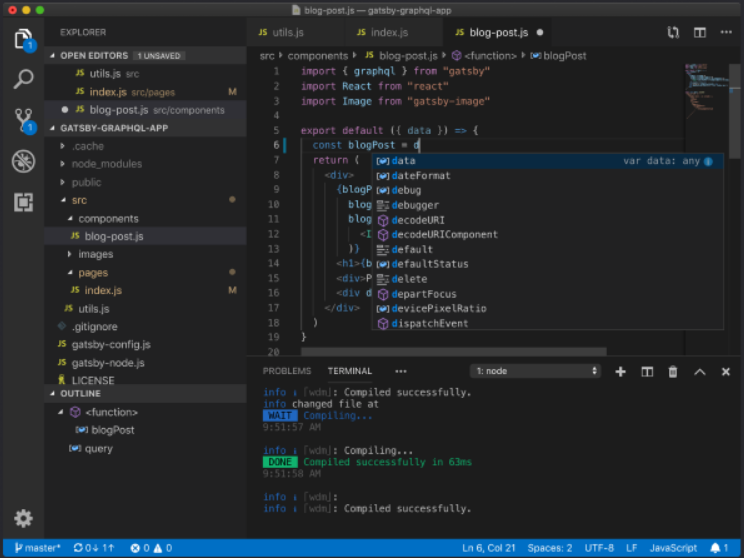 blog-post.js — gatsby-graphql-app
EXPLORER
OPEN EDITORS 1 UNSAVED
JS utils.js src
JS index.js src/pages M
JS blog-post.js src/components
GATSBY-GRAPHQL-APP
.cache
node_modules
public
src
components
JS blog-post.js
images
pages
JS index.js M
JS utils.js
.gitignore
JS gatsby-config.js
JS gatsby-node.js
LICENSE
OUTLINE
<function>
blogPost
query
1
1
JS utils.js JS index.js JS blog-post.js
src components JS blog-post.js <function> blogPost
1 import { graphql } from "gatsby"
2 import React from "react"
3 import Image from "gatsby-image"
4
5 export default ({ data }) => {
6 const blogPost = d
7 return (
8 <div>
9 {blogP
10 blog
11 blog
12 <I
13 )}
14 <h1>{b
15 <div>P
16 <div d
17 </div>
18 )
19 }
20
data var data: any
dateFormat
debug
debugger
decodeURI
decodeURIComponent
default
defaultStatus
delete
departFocus
devicePixelRatio
dispatchEvent
PROBLEMS TERMINAL ••• 1: node
info ↓ [wdm]: Compiled successfully.
info changed file at
WAIT Compiling...
9:51:57 AM
info ↓ [wdm]: Compiling...
DONE Compiled successfully in 63ms
9:51:58 AM
info ↓ [wdm]:
info ↓ [wdm]: Compiled successfully.
master* 0↓ 1↑ 0 0 Ln 6, Col 21 Spaces: 2 UTF-8 LF JavaScript 1